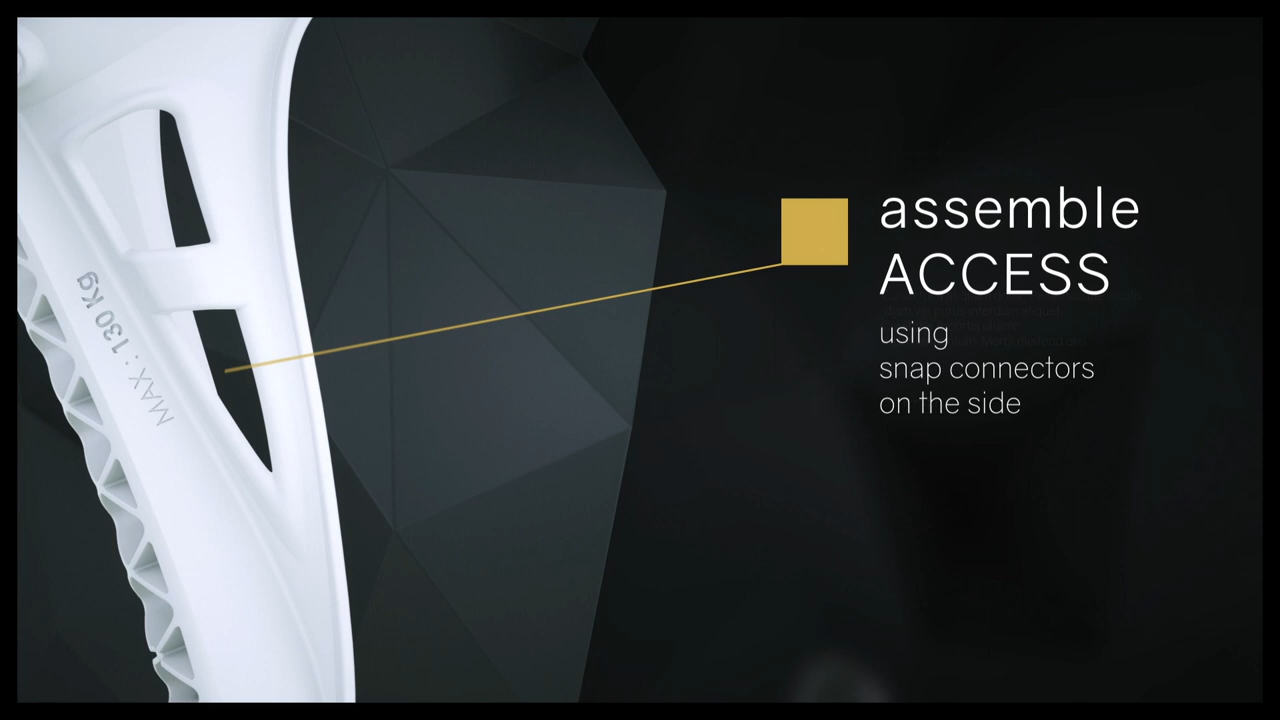 MAX : 130 Kg
assemble
ACCESS
using
snap connectors
on the side